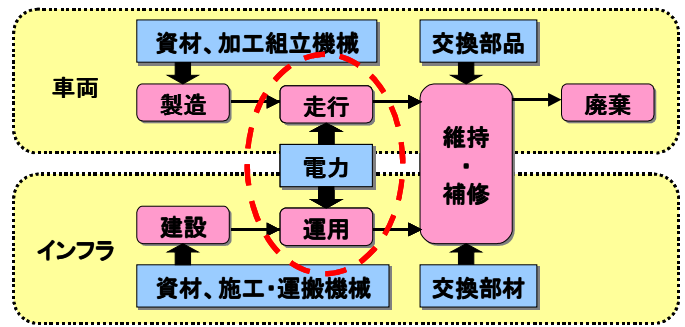 資材、加工組立機械
交換部品
車両
製造
走行
廃棄
維持
・
補修
電力
建設
運用
インフラ
資材、施工・運搬機械
交換部材